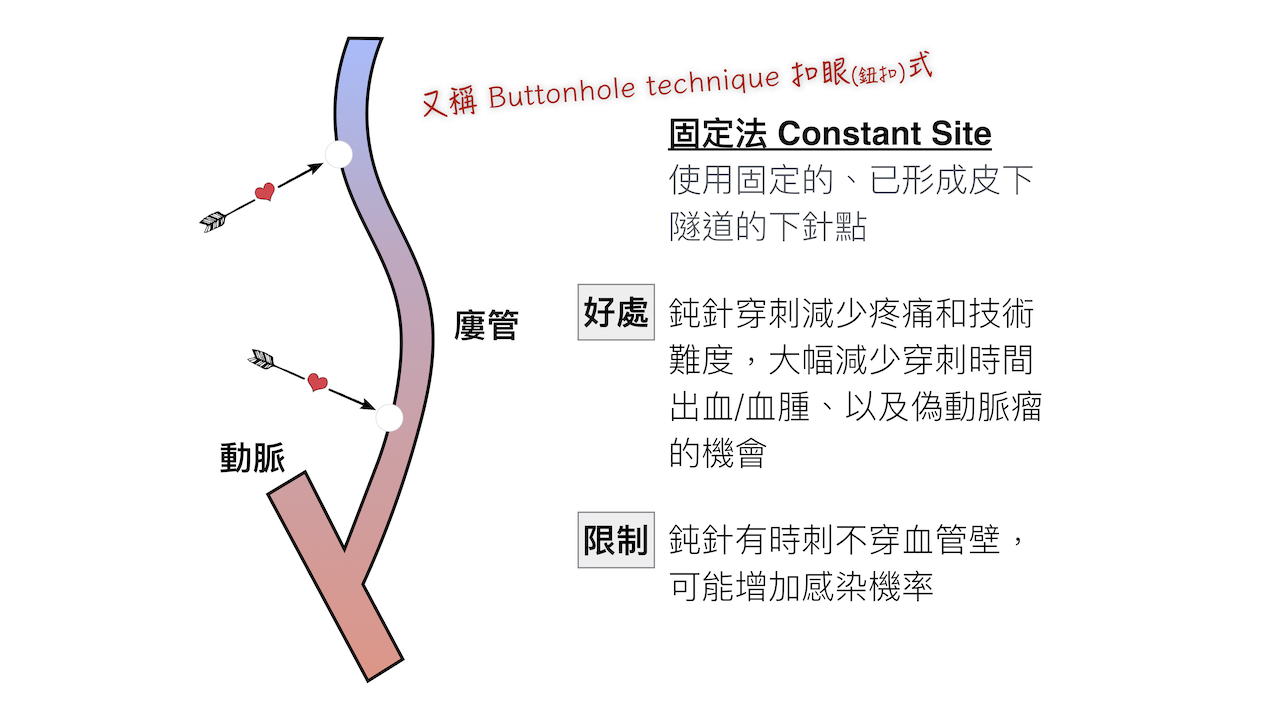 又稱 Buttonhole technique 扣眼(鈕扣)式
固定法 Constant Site
使用固定的、已形成皮下
隧道的下針點
廔管
好處
鈍針穿刺減少疼痛和技術
難度，大幅減少穿刺時間
出血/血腫、以及偽動脈瘤
的機會
動脈
限制
鈍針有時刺不穿血管壁，
可能增加感染機率